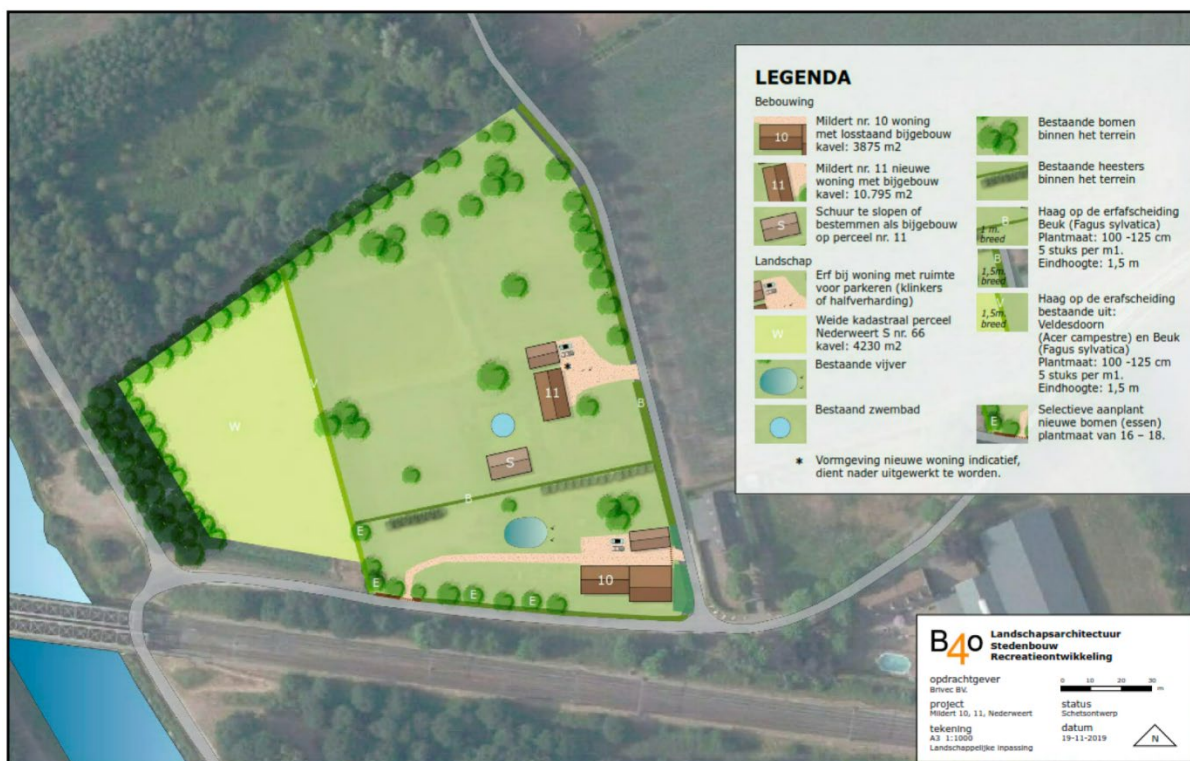 LEGENDA
Bebouwing
10
Mildert nr. 10 woning
met losstaand bijgebouw
kavel: 3875 m2
11
Mildert nr. 11 nieuwe
woning met bijgebouw
kavel: 10.795 m2
S
Schuur te slopen of
bestemmen als bijgebouw
op perceel nr. 11
Landschap
Erf bij woning met ruimte
voor parkeren (klinkers
of halfverharding)
W
Weide kadastraal perceel
Nederweert S nr. 66
kavel: 4230 m2
Bestaande vijver
Bestaand zwembad
Bestaande bomen
binnen het terrein
Bestaande heesters
binnen het terrein
B
1 m.
breed
B
1,5m.
breed
Haag op de erfafscheiding
Beuk (Fagus sylvatica)
Plantmaat: 100 -125 cm
5 stuks per m1.
Eindhoogte: 1,5 m
V
1,5m.
breed
Haag op de erafscheiding
bestaande uit:
Veldesdoorn
(Acer campestre) en Beuk
(Fagus sylvatica)
Plantmaat: 100 -125 cm
5 stuks per m1.
Eindhoogte: 1,5 m
E
Selectieve aanplant
nieuwe bomen (essen)
plantmaat van 16 – 18.
* Vormgeving nieuwe woning indicatief,
dient nader uitgewerkt te worden.
V
*
11
B
W
S
B
E
E
E
E
10
B4o
Landschapsarchitectuur
Stedenbouw
Recreatieontwikkeling
opdrachtgever
Brivec BV.
0 10 20 30
m
project
Mildert 10, 11, Nederweert
status
Schetsontwerp
tekening
A3 1:1000
Landschappelijke inpassing
datum
19-11-2019
N